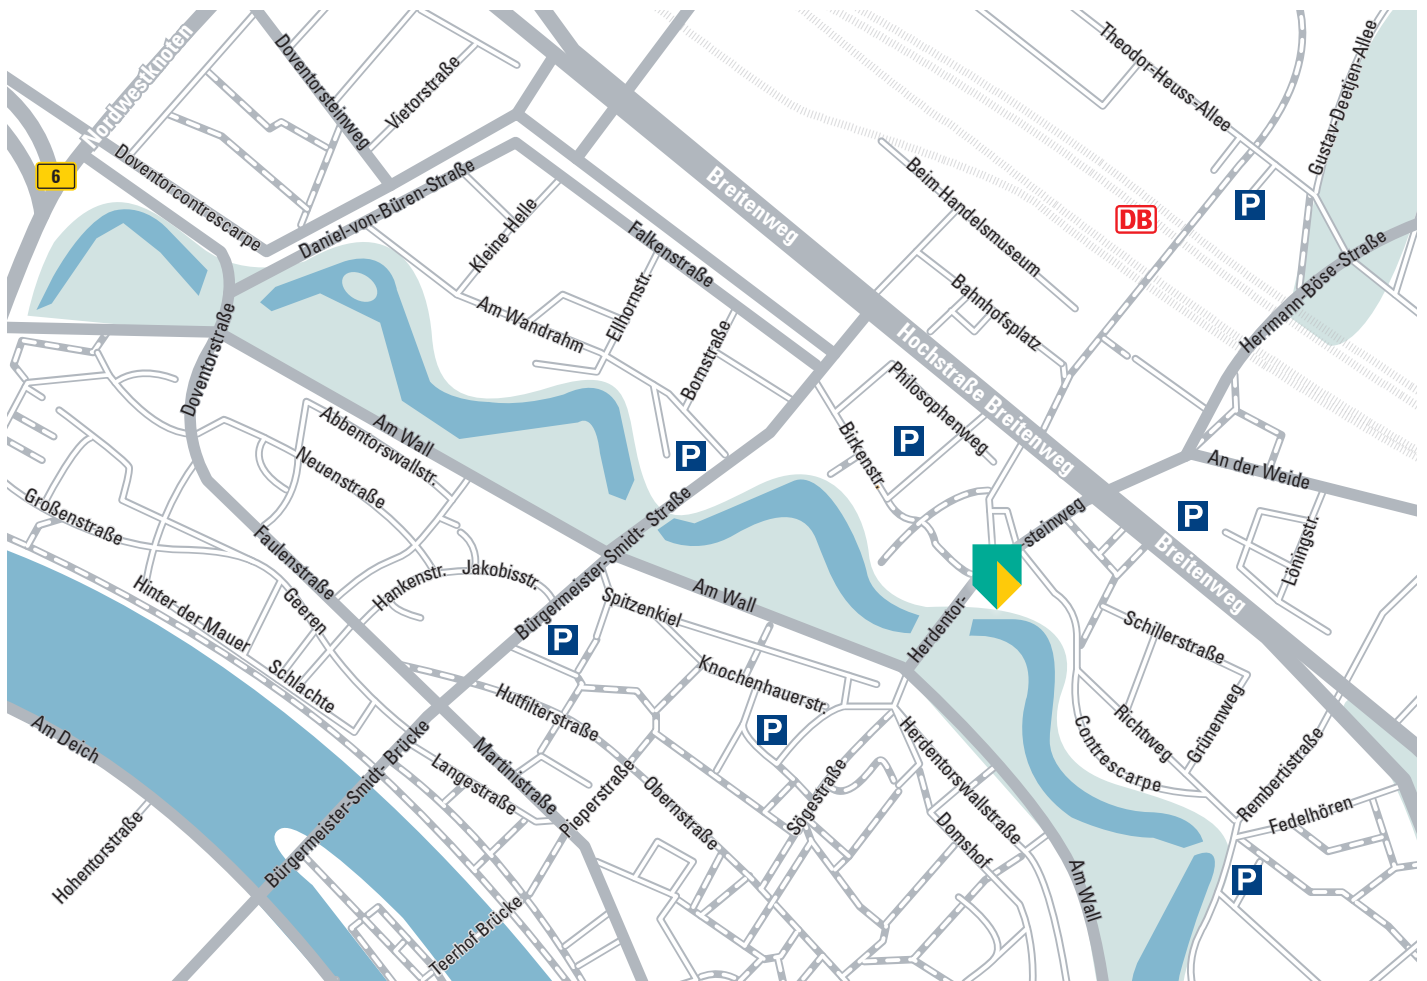 Nordwestknoten
Doventorsteinweg
Vietorstraße
Theodor-Heuss-Allee
Gustav-Deetjen-Allee
6
Doventorcontrescarpe
Daniel-von-Büren-Straße
Breitenweg
Beim Handelsmuseum
DB
P
Kleine Helle
Falkenstraße
Ellhornstr.
Am Wandrahm
Bornstraße
Bahnhofsplatz
Herrmann-Böse-Straße
Doventorstraße
Hochstraße Breitenweg
Philosophenweg
Birkenstr.
P
P
Am Wall
Abbentorswallstr.
Neuenstraße
An der Weide
P
Großenstraße
Faulenstraße
Bürgermeister-Smidt- Straße
-steinweg
Löningstr.
Breitenweg
Hankenstr.
Jakobisstr.
Geeren
Hinter der Mauer
Schlachte
Am Wall
Spitzenkiel
P
Herdentor-
Schillerstraße
Knochenhauerstr.
Hutfilterstraße
P
Am Deich
Bürgermeister-Smidt- Brücke
Martinistraße
Langestraße
Pieperstraße
Obernstraße
Sögestraße
Herdentorswallstraße
Domshof
Contrescarpe
Richtweg
Grünenweg
Rembertistraße
Fedelhören
Hohentorstraße
Am Wall
P
Teerhof Brücke